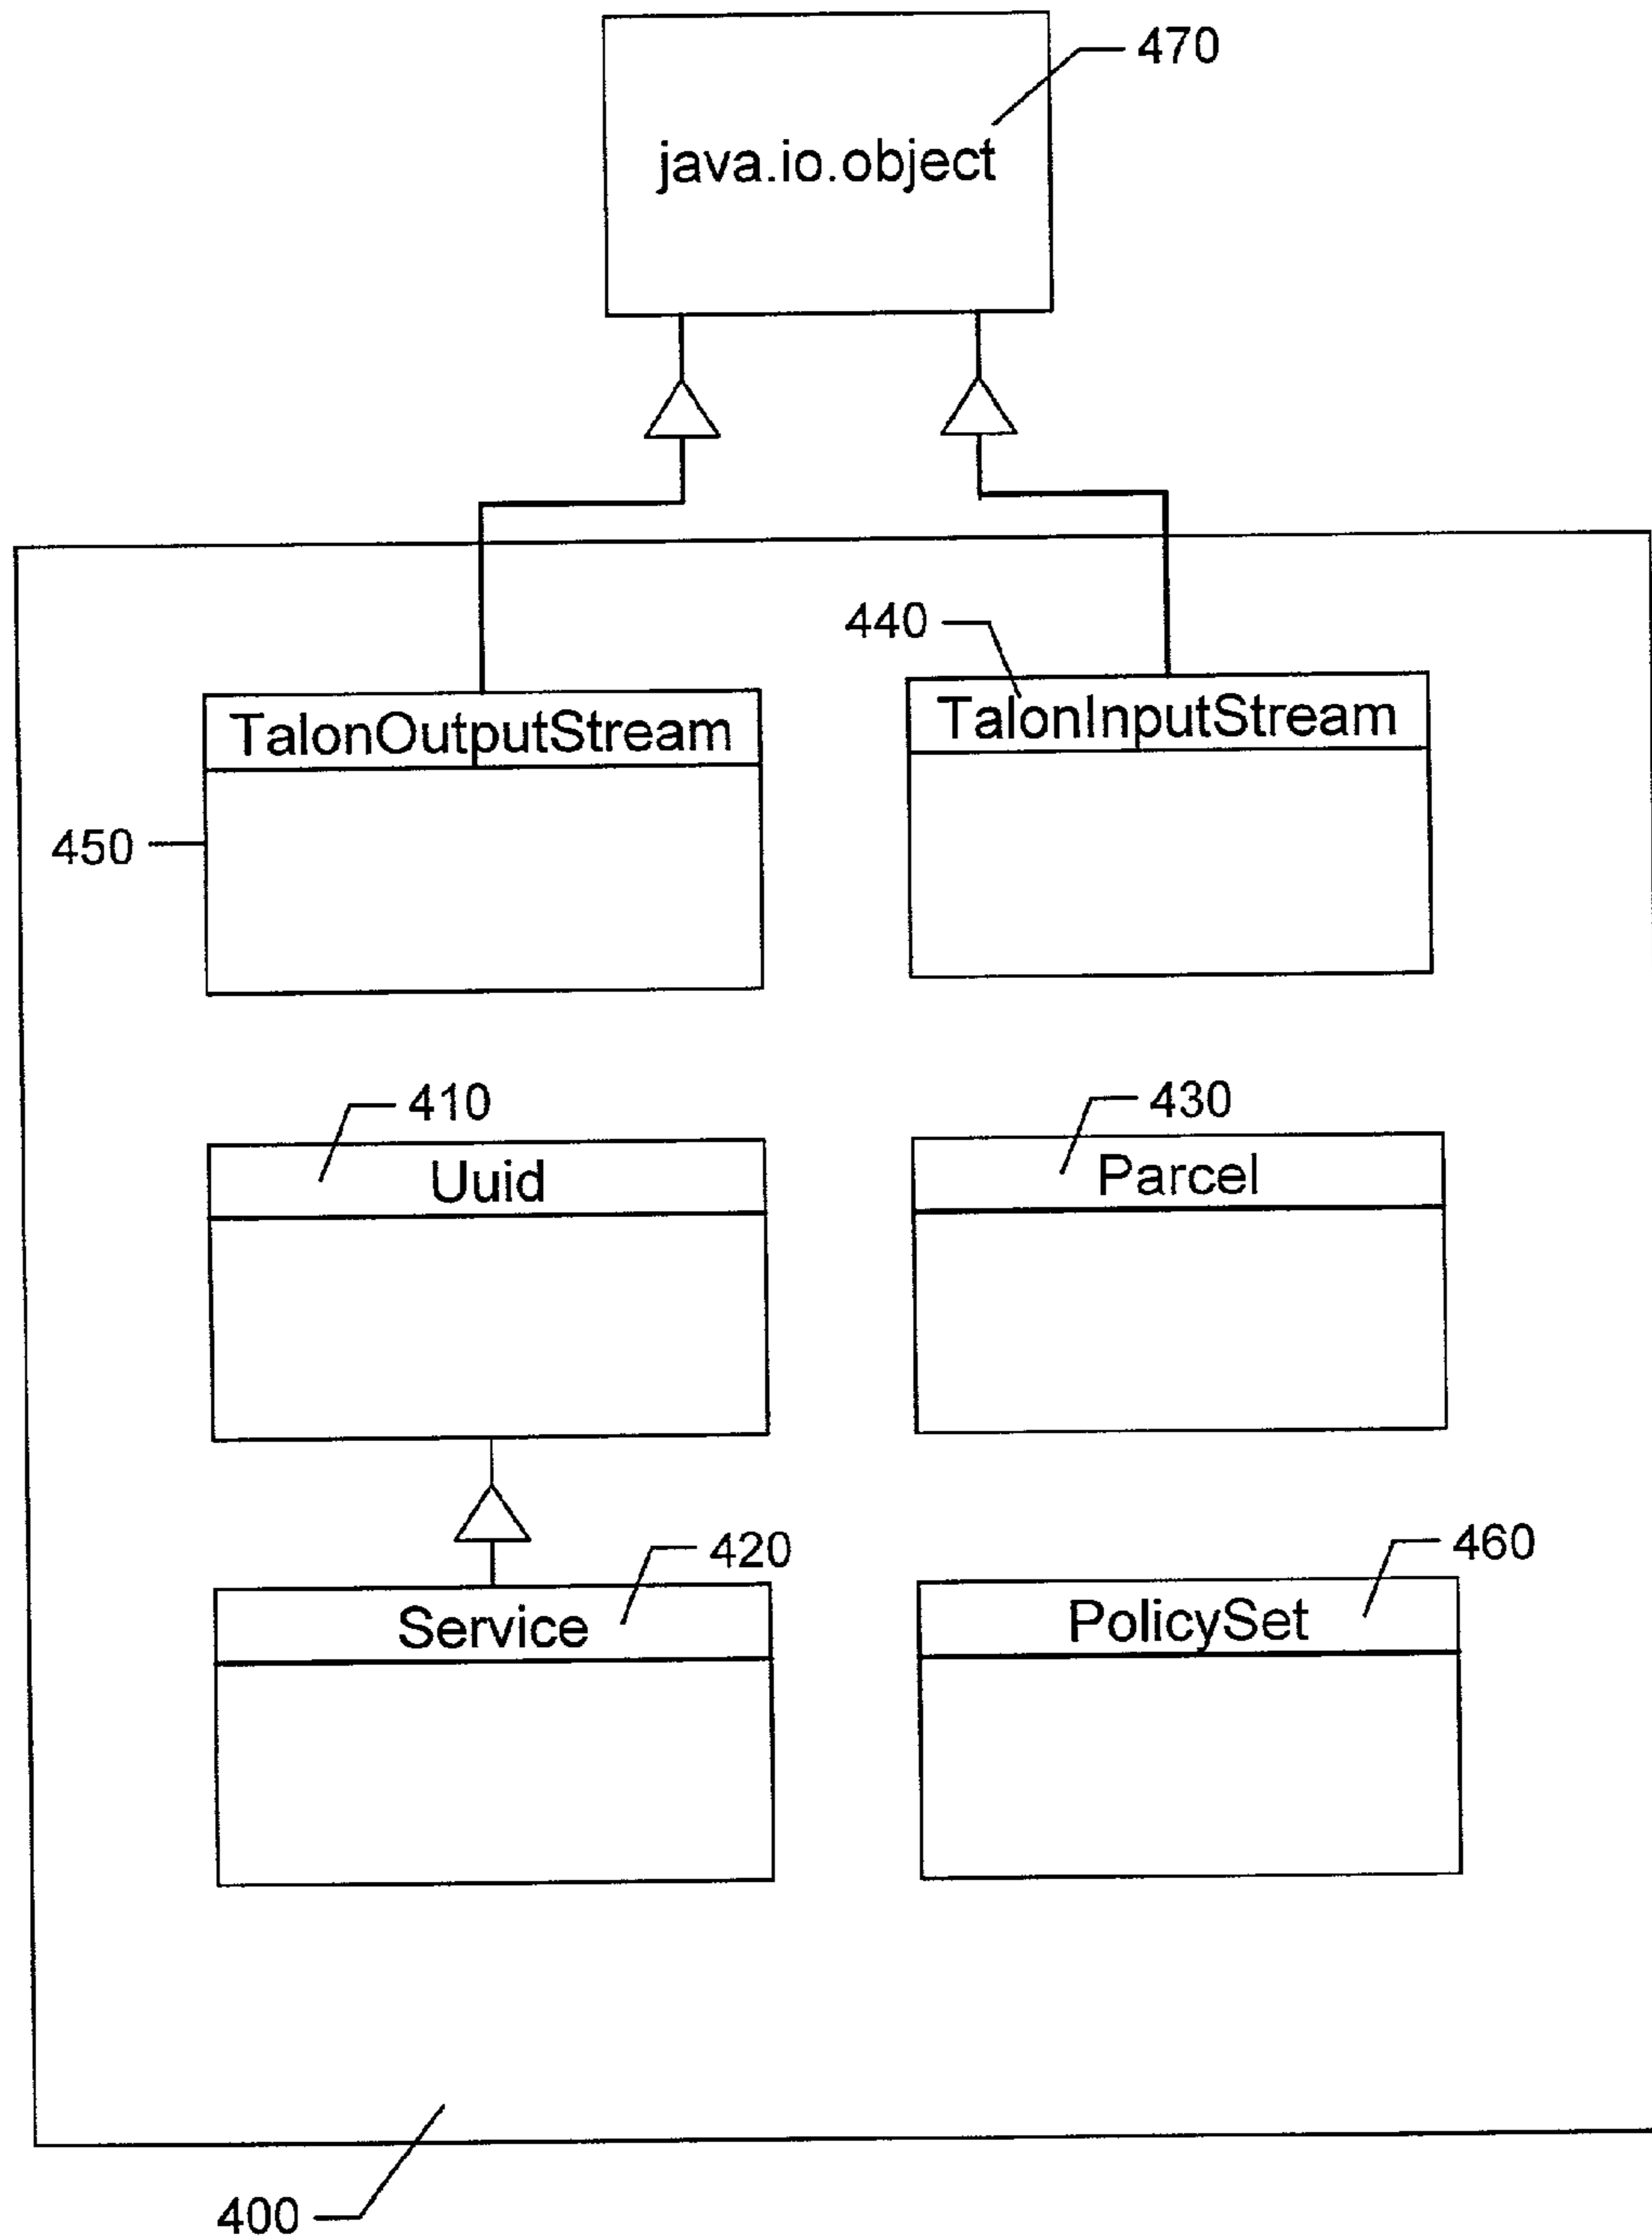 470
java.io.object
440
TalonOutputStream
TalonInputStream
450
410
430
Uuid
Parcel
420
460
Service
PolicySet
400